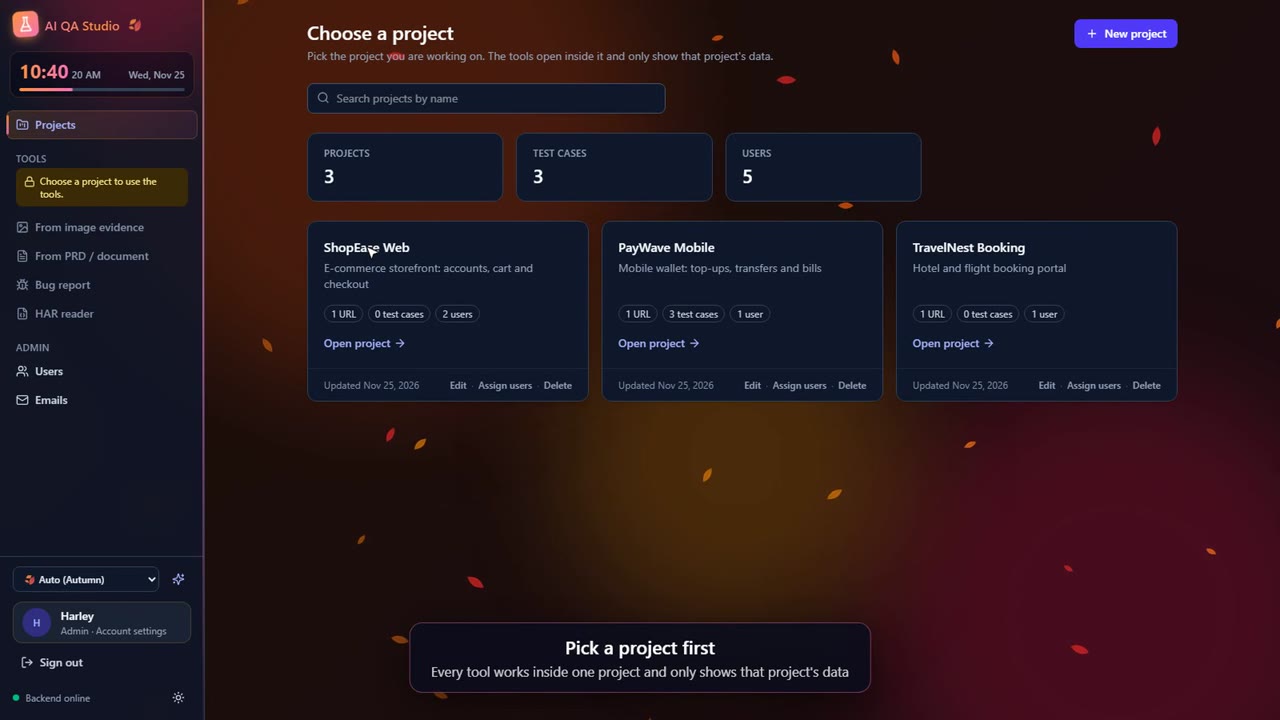 AI QA Studio
10:40 20 AM Wed, Nov 25
Projects
TOOLS
Choose a project to use the
tools.
From image evidence
From PRD / document
Bug report
HAR reader
ADMIN
Users
Emails
Auto (Autumn)
H
Harley
Admin · Account settings
Sign out
Backend online
Choose a project
Pick the project you are working on. The tools open inside it and only show that project's data.
+ New project
Search projects by name
PROJECTS
3
TEST CASES
3
USERS
5
ShopEase Web
E-commerce storefront: accounts, cart and
checkout
1 URL 0 test cases 2 users
Open project →
Updated Nov 25, 2026 Edit · Assign users · Delete
PayWave Mobile
Mobile wallet: top-ups, transfers and bills
1 URL 3 test cases 1 user
Open project →
Updated Nov 25, 2026 Edit · Assign users · Delete
TravelNest Booking
Hotel and flight booking portal
1 URL 0 test cases 1 user
Open project →
Updated Nov 25, 2026 Edit · Assign users · Delete
Pick a project first
Every tool works inside one project and only shows that project's data